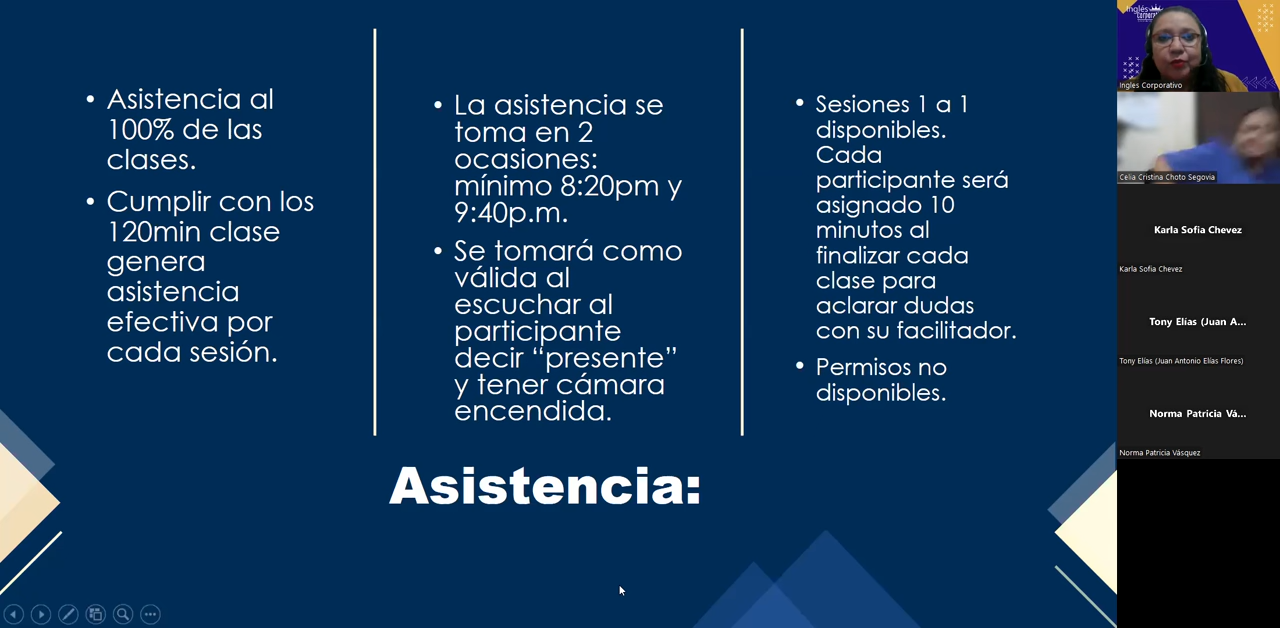 • Asistencia al
100% de las
clases.
• Cumplir con los
120min clase
genera
asistencia
efectiva por
cada sesión.
• La asistencia se
toma en 2
ocasiones:
mínimo 8:20pm y
9:40p.m.
• Se tomará como
válida al
escuchar al
participante
decir “presente”
y tener cámara
encendida.
• Sesiones 1 a 1
disponibles.
Cada
participante será
asignado 10
minutos al
finalizar cada
clase para
aclarar dudas
con su facilitador.
• Permisos no
disponibles.
Asistencia:
Inglés
Corporativo
Ingles Corporativo
Celia Cristina Choto Segovia
Karla Sofia Chevez
Karla Sofia Chevez
Tony Elías (Juan A...
Tony Elías (Juan Antonio Elías Flores)
Norma Patricia Vá...
Norma Patricia Vásquez